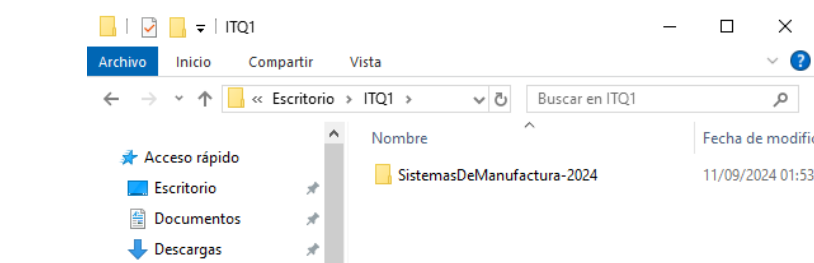 ITQ1
Archivo Inicio Compartir Vista ?
« Escritorio > ITQ1 > Buscar en ITQ1
Nombre Fecha de modific
Acceso rápido
SistemasDeManufactura-2024 11/09/2024 01:53
Escritorio
Documentos
Descargas